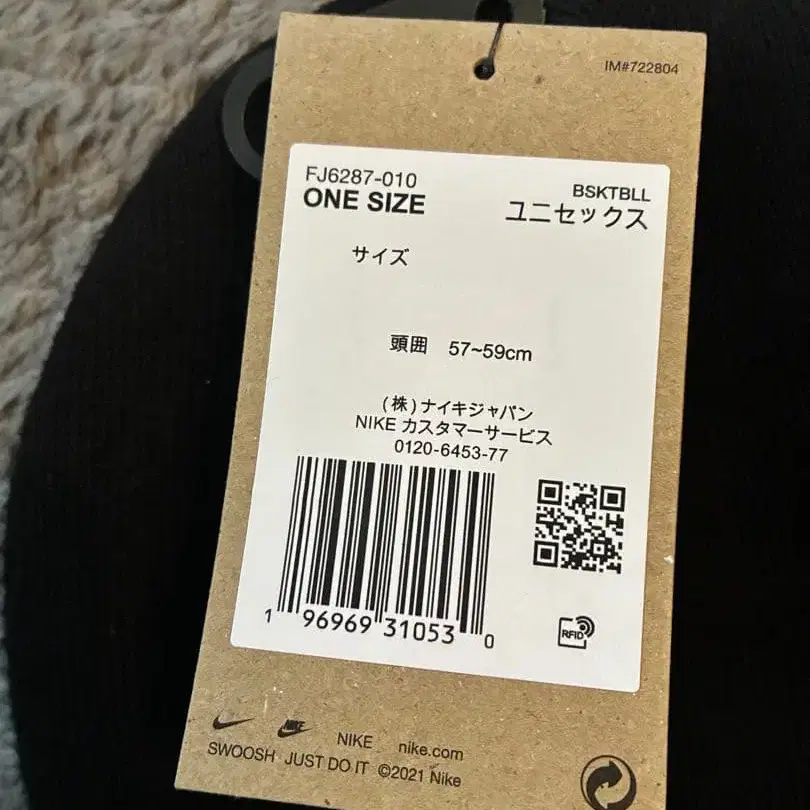 IM#722804
FJ6287-010
ONE SIZE
BSKTBLL
ユニセックス
サイズ
頭囲 57~59cm
(株)ナイキジャパン
NIKE カスタマーサービス
0120-6453-77
1 96969 31053 0
RFID
NIKE nike.com
SWOOSH JUST DO IT ©2021 Nike